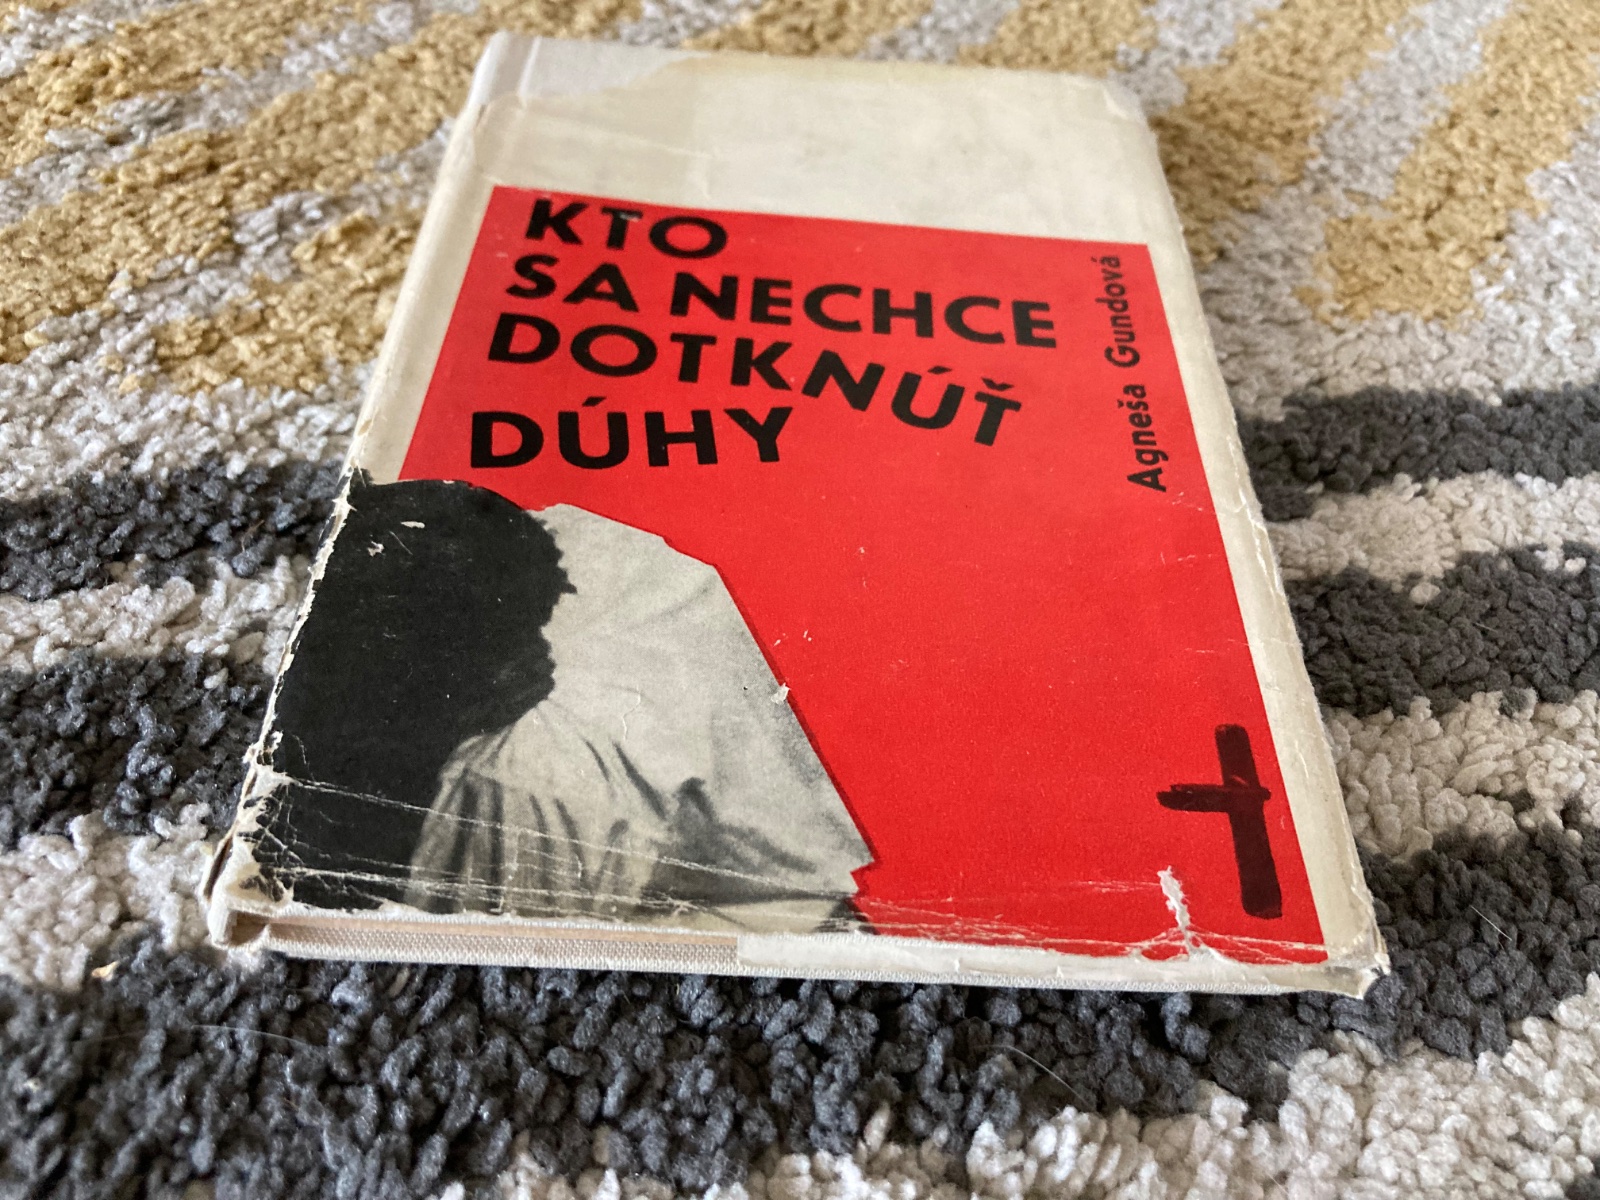 KTO
SA NECHCE
DOTKNÚŤ
DÚHY
Agneša Gundová